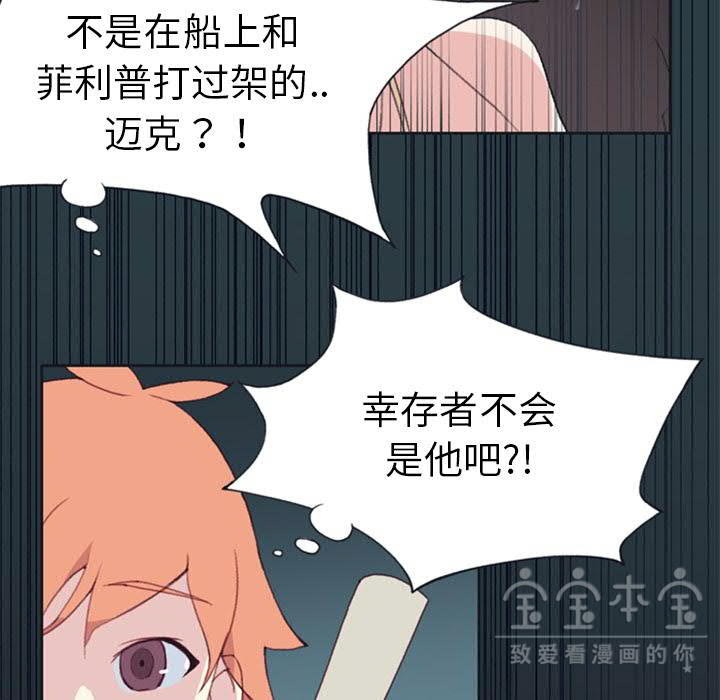 不是在船上和
菲利普打过架的..
迈克？！
幸存者不会
是他吧?!
宝宝本宝
致爱看漫画的你